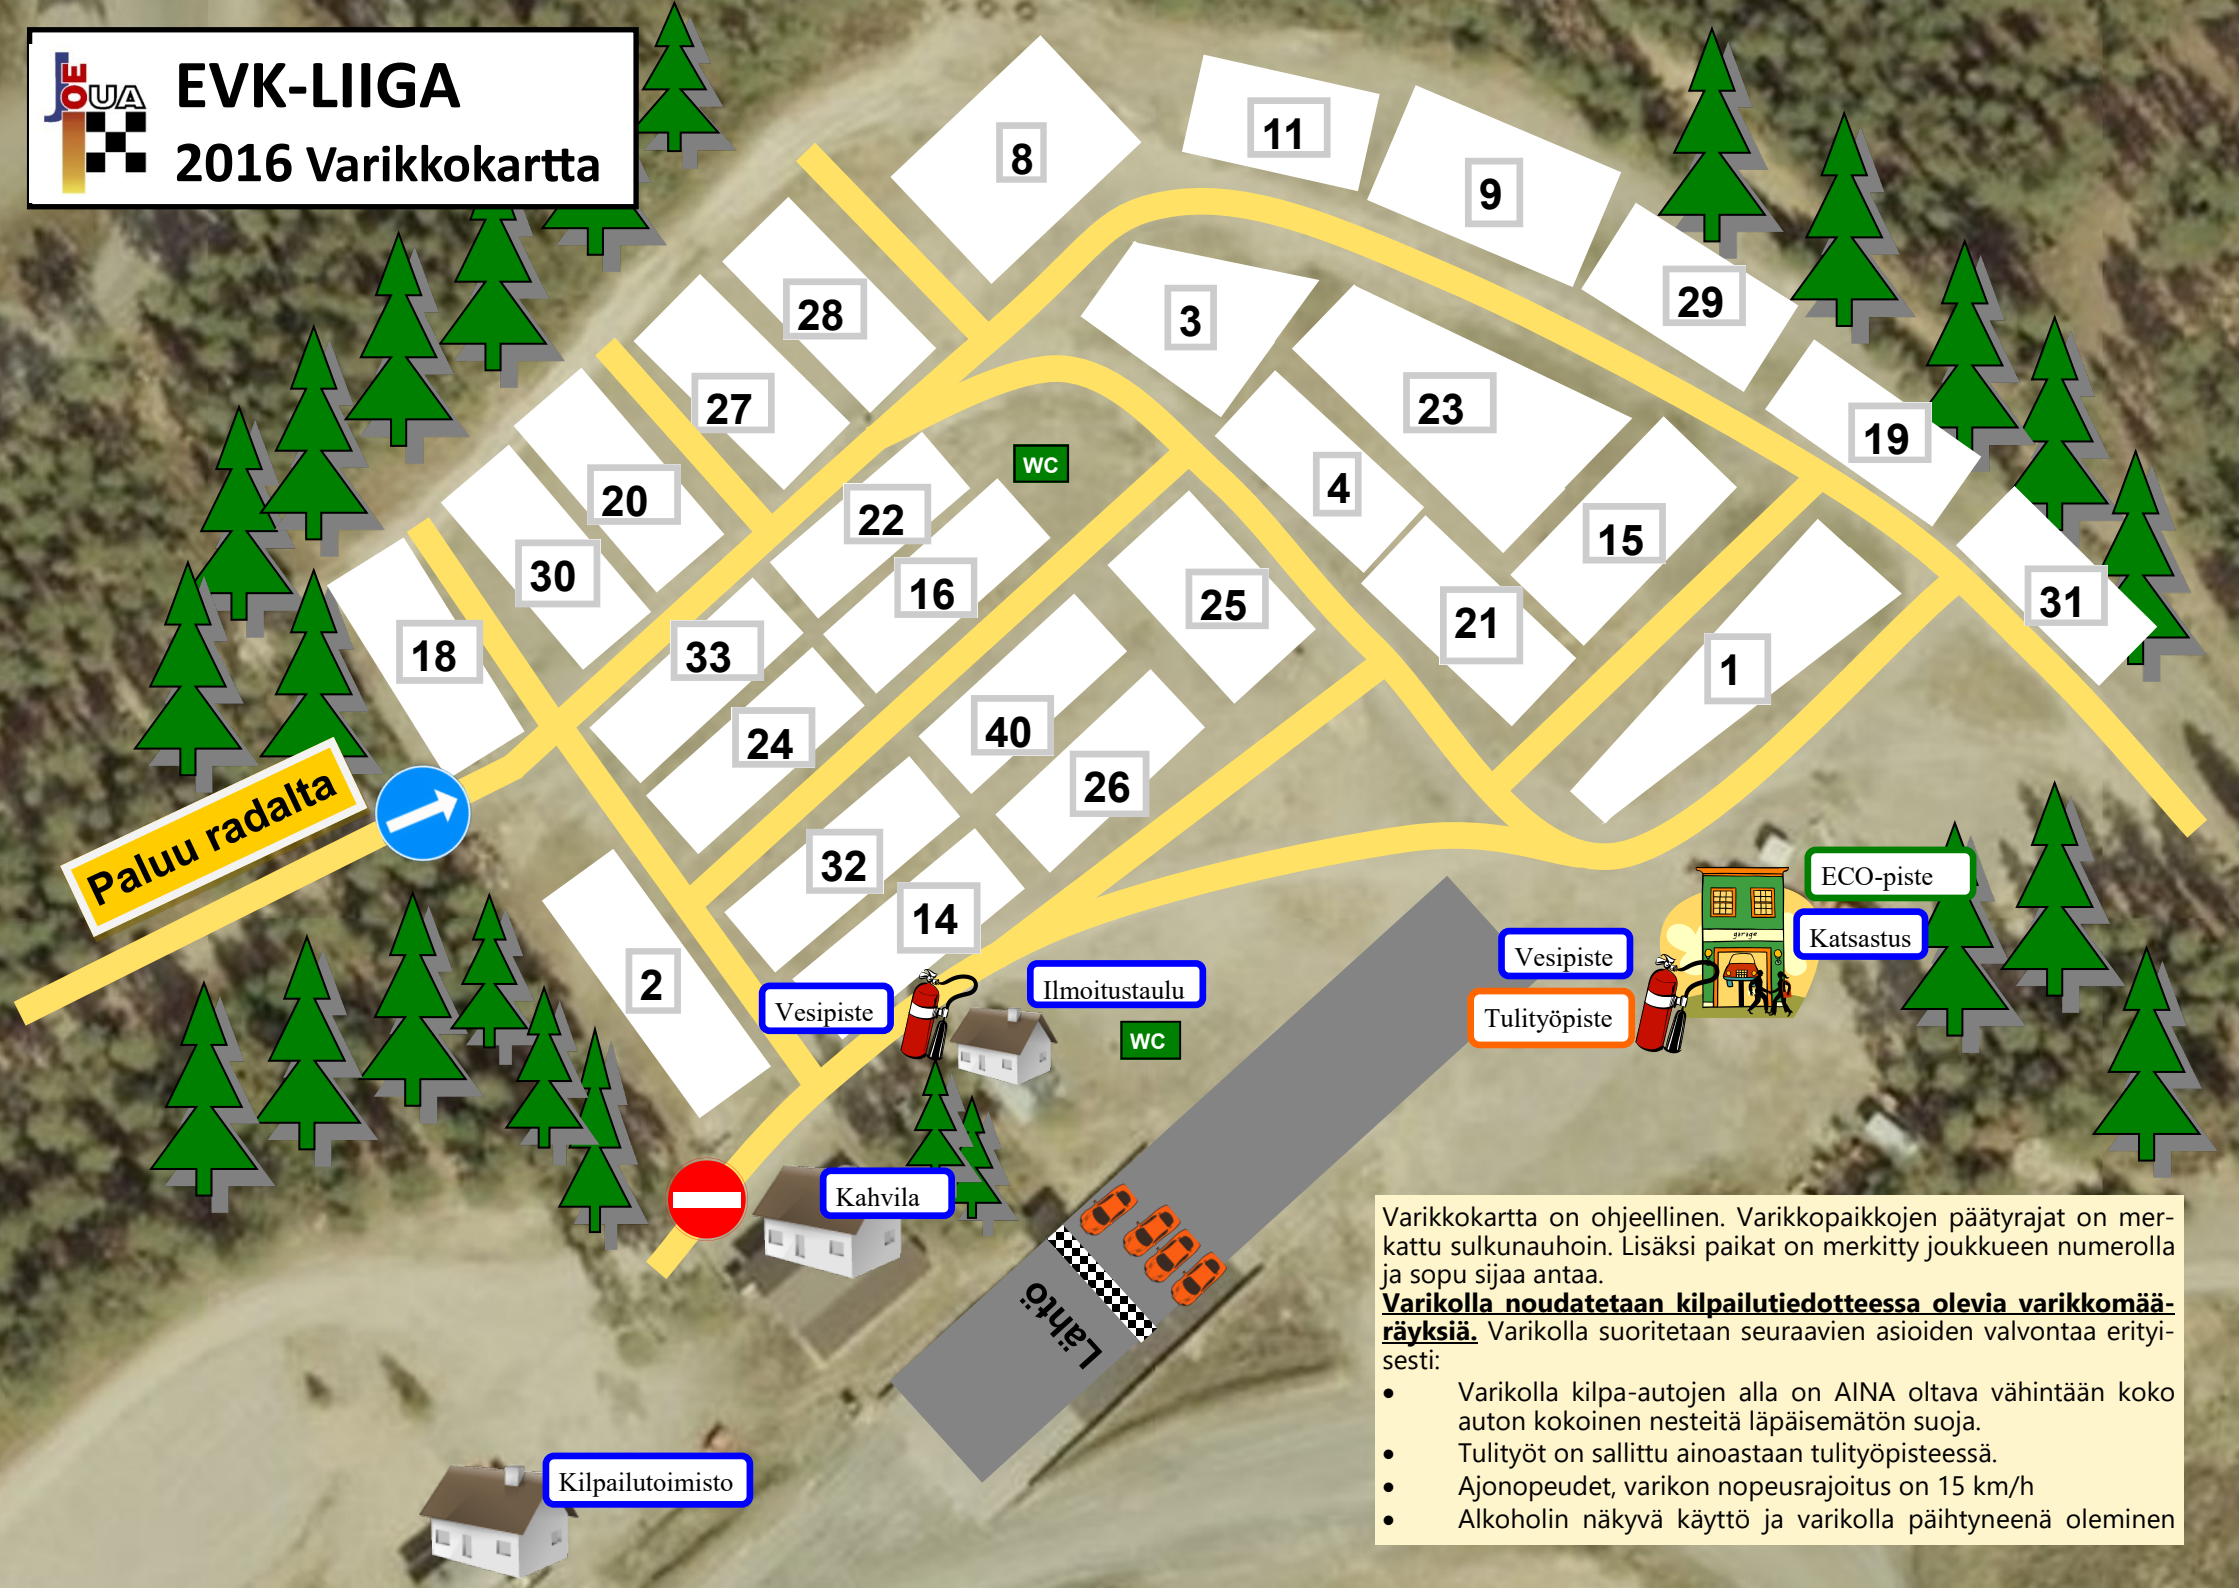 JOE
UA
EVK-LIIGA
2016 Varikkokartta
8
11
9
28
3
29
27
23
19
WC
20
22
4
15
30
16
25
31
18
33
21
1
24
40
26
Paluu radalta
32
14
2
ECO-piste
Katsastus
garage
Vesipiste
Tulityöpiste
Ilmoitustaulu
Vesipiste
WC
Kahvila
Lähtö
Kilpailutoimisto
Varikkokartta on ohjeellinen. Varikkopaikkojen päätyrajat on mer-
kattu sulkunauhoin. Lisäksi paikat on merkitty joukkueen numerolla
ja sopu sijaa antaa.
Varikolla noudatetaan kilpailutiedotteessa olevia varikkomää-
räyksiä. Varikolla suoritetaan seuraavien asioiden valvontaa erityi-
sesti:
• Varikolla kilpa-autojen alla on AINA oltava vähintään koko
auton kokoinen nesteitä läpäisemätön suoja.
• Tulityöt on sallittu ainoastaan tulityöpisteessä.
• Ajonopeudet, varikon nopeusrajoitus on 15 km/h
• Alkoholin näkyvä käyttö ja varikolla päihtyneenä oleminen